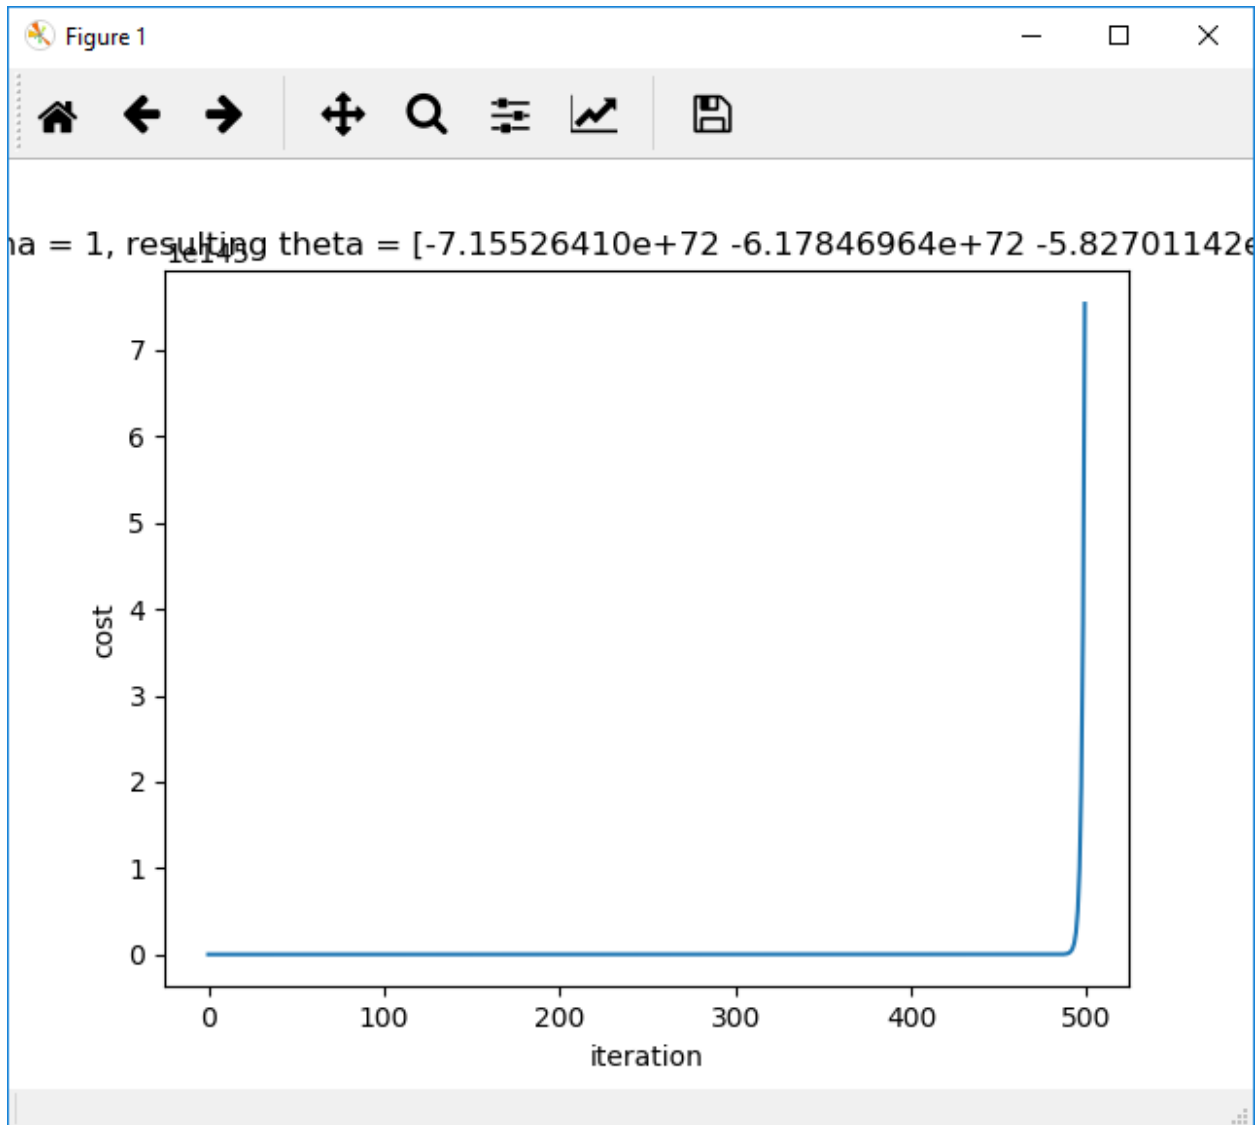 Figure 1
a = 1, resulting theta = [-7.15526410e+72 -6.17846964e+72 -5.82701142e
1e145
7
6
5
4
3
2
1
0
cost
0 100 200 300 400 500
iteration